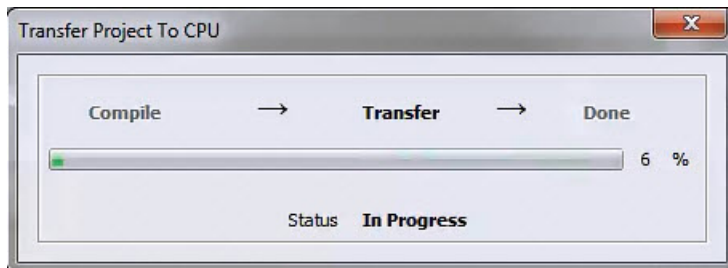 Transfer Project To CPU
Compile → Transfer → Done
6 %
Status In Progress